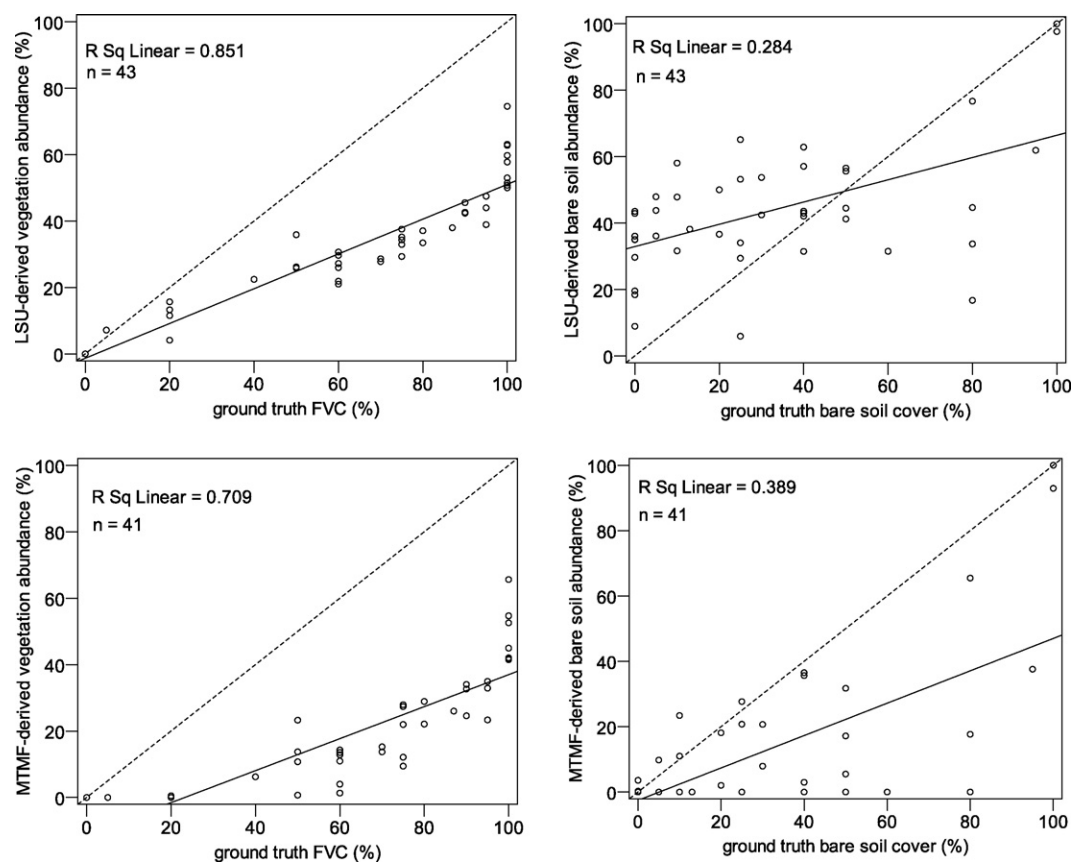 100
80
60
40
20
0
LSU-derived vegetation abundance (%)
R Sq Linear = 0.851
n = 43
0 20 40 60 80 100
ground truth FVC (%)
100
80
60
40
20
0
LSU-derived bare soil abundance (%)
R Sq Linear = 0.284
n = 43
0 20 40 60 80 100
ground truth bare soil cover (%)
100
80
60
40
20
0
MTMF-derived vegetation abundance (%)
R Sq Linear = 0.709
n = 41
0 20 40 60 80 100
ground truth FVC (%)
100
80
60
40
20
0
MTMF-derived bare soil abundance (%)
R Sq Linear = 0.389
n = 41
0 20 40 60 80 100
ground truth bare soil cover (%)